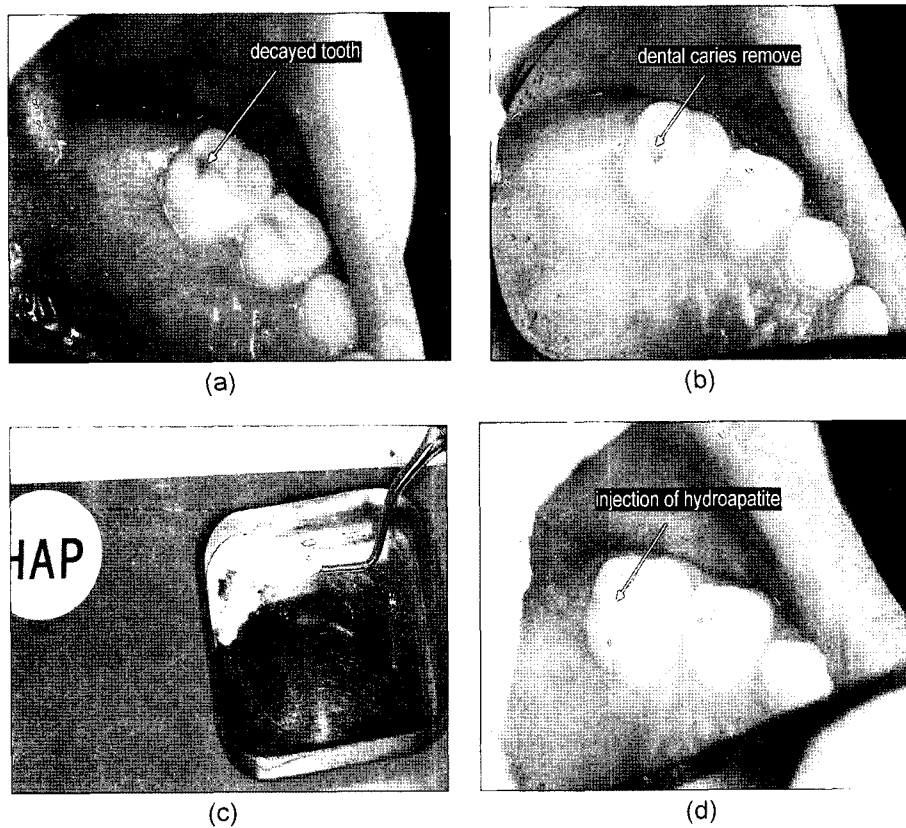 decayed tooth
dental caries remove
(a)
(b)
HAP
injection of hydroapatite
(c)
(d)